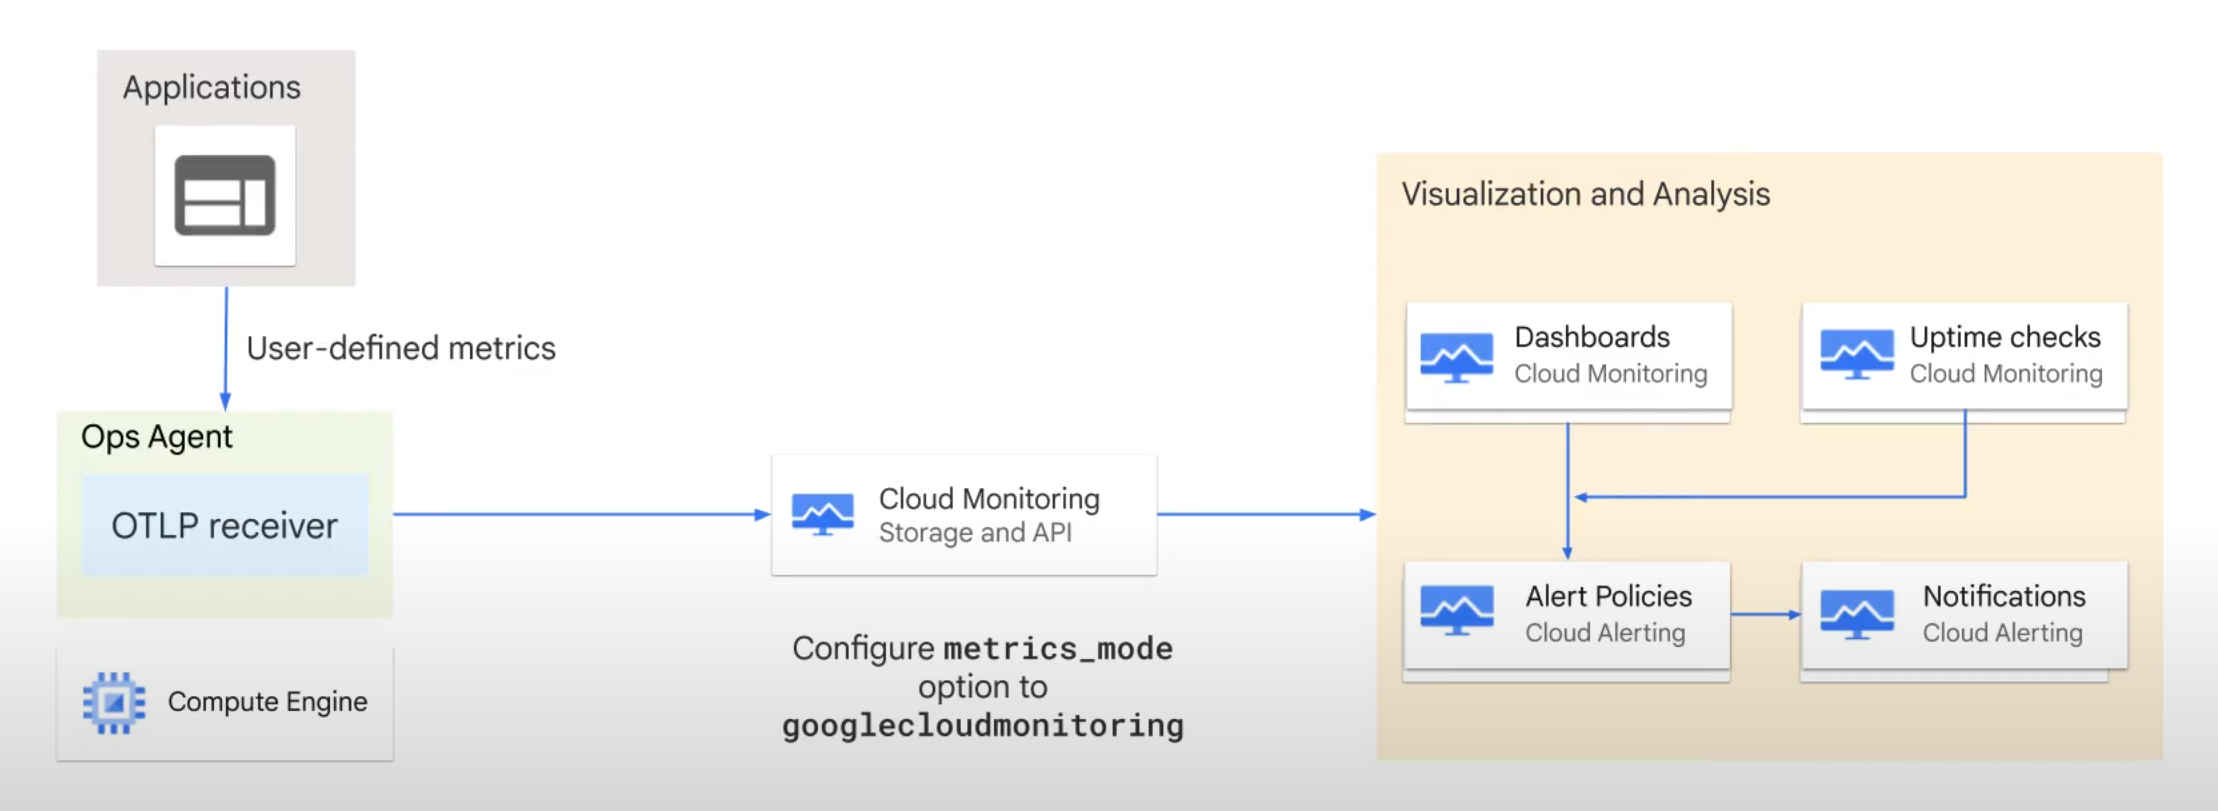 Applications
User-defined metrics
Ops Agent
OTLP receiver
Compute Engine
Cloud Monitoring
Storage and API
Configure metrics_mode
option to
googlecloudmonitoring
Visualization and Analysis
Dashboards
Cloud Monitoring
Uptime checks
Cloud Monitoring
Alert Policies
Cloud Alerting
Notifications
Cloud Alerting